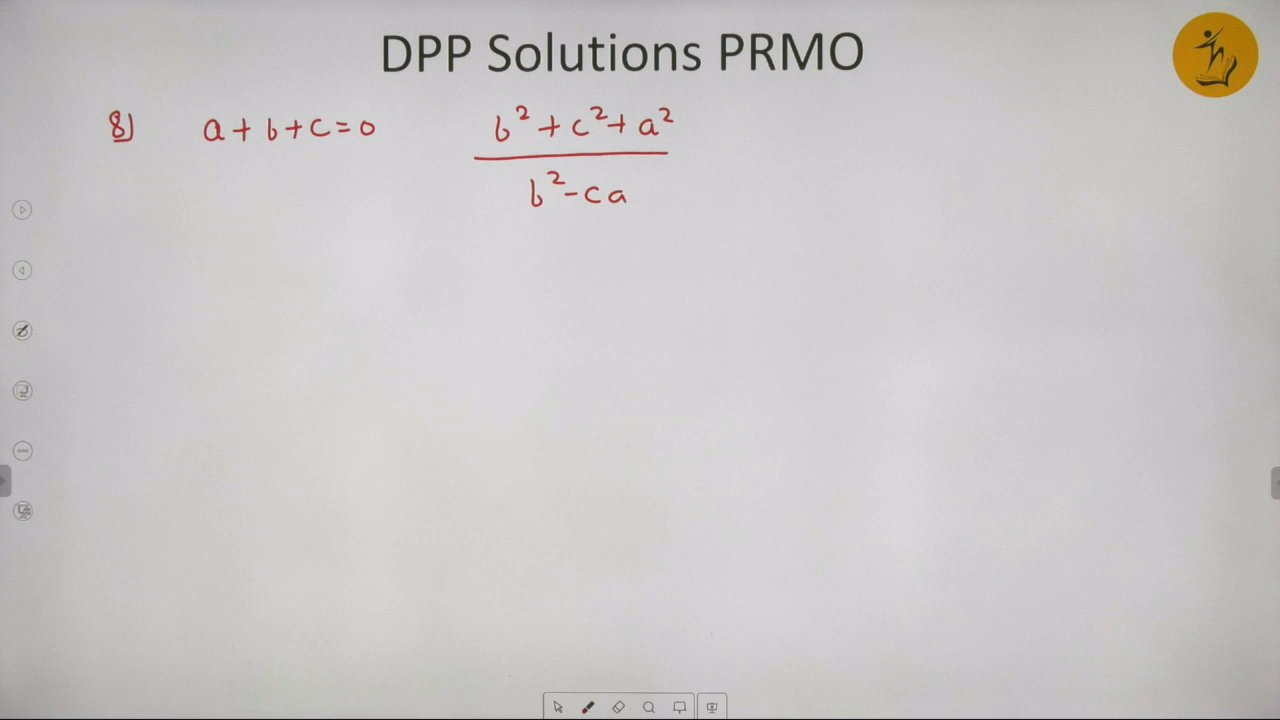 DPP Solutions PRMO
8) a + b + c = 0
b² + c² + a²
b² - ca